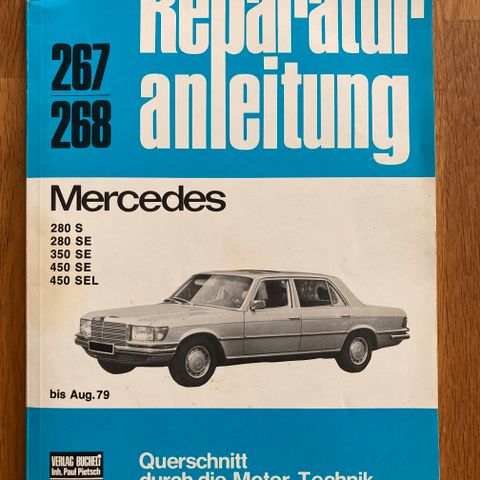 Reparatur
anleitung
267
268
Mercedes
280 S
280 SE
350 SE
450 SE
450 SEL
bis Aug. 79
VERLAG BUCHELI
Inh. Paul Pietsch
Querschnitt
durch die Motor-Technik